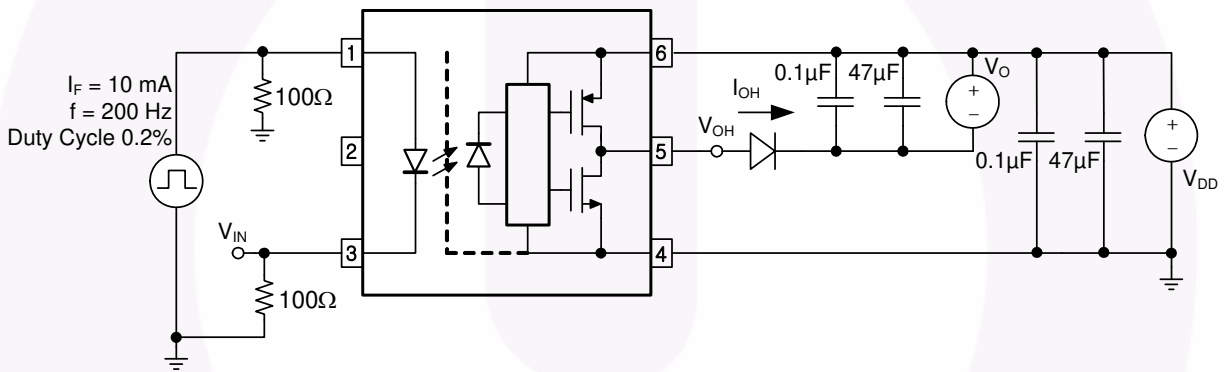 I_F = 10 mA
f = 200 Hz
Duty Cycle 0.2%
100Ω
V_IN
100Ω
1
2
3
6
5
4
V_OH
I_OH
0.1µF
47µF
V_O
+
–
0.1µF
47µF
+
–
V_DD